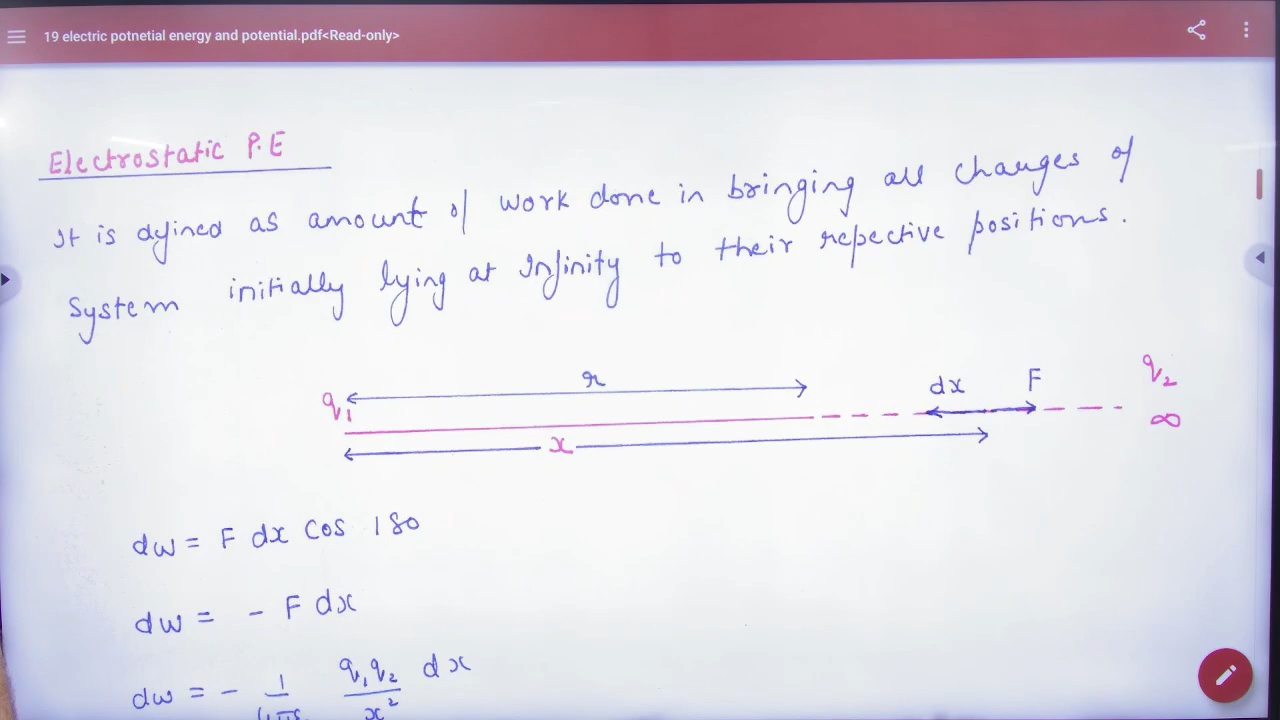 19 electric potnetial energy and potential.pdf<Read-only>
Electrostatic P.E
It is defined as amount of work done in bringing all changes of
System initially lying at Infinity to their repective positions.
r
dx F q₂
q₁
∞
x
dw = F dx cos 180
dw = - F dx
dw = - 1 q₁q₂ dx
x²